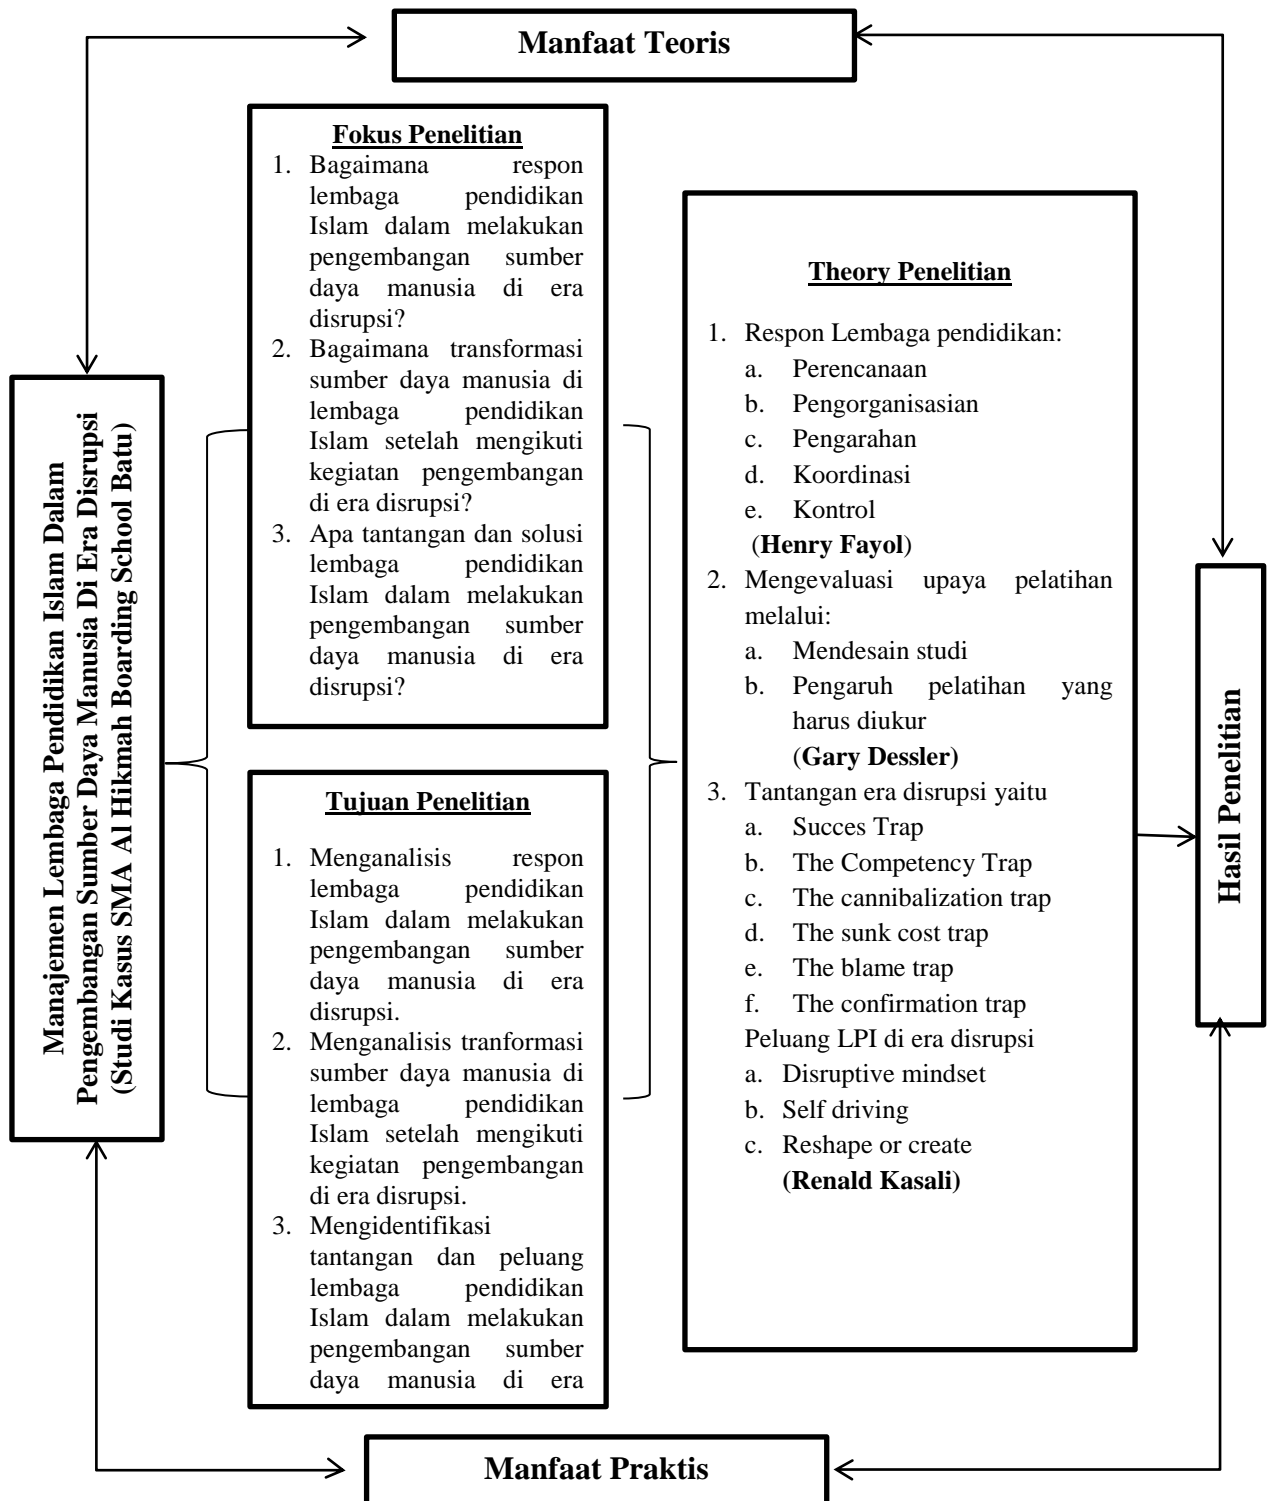 Manfaat Teoris
Manajemen Lembaga Pendidikan Islam Dalam
Pengembangan Sumber Daya Manusia Di Era Disrupsi
(Studi Kasus SMA Al Hikmah Boarding School Batu)
Fokus Penelitian
1. Bagaimana respon
lembaga pendidikan
Islam dalam melakukan
pengembangan sumber
daya manusia di era
disrupsi?
2. Bagaimana transformasi
sumber daya manusia di
lembaga pendidikan
Islam setelah mengikuti
kegiatan pengembangan
di era disrupsi?
3. Apa tantangan dan solusi
lembaga pendidikan
Islam dalam melakukan
pengembangan sumber
daya manusia di era
disrupsi?
Tujuan Penelitian
1. Menganalisis respon
lembaga pendidikan
Islam dalam melakukan
pengembangan sumber
daya manusia di era
disrupsi.
2. Menganalisis tranformasi
sumber daya manusia di
lembaga pendidikan
Islam setelah mengikuti
kegiatan pengembangan
di era disrupsi.
3. Mengidentifikasi
tantangan dan peluang
lembaga pendidikan
Islam dalam melakukan
pengembangan sumber
daya manusia di era
Theory Penelitian
1. Respon Lembaga pendidikan:
a. Perencanaan
b. Pengorganisasian
c. Pengarahan
d. Koordinasi
e. Kontrol
(Henry Fayol)
2. Mengevaluasi upaya pelatihan
melalui:
a. Mendesain studi
b. Pengaruh pelatihan yang
harus diukur
(Gary Dessler)
3. Tantangan era disrupsi yaitu
a. Succes Trap
b. The Competency Trap
c. The cannibalization trap
d. The sunk cost trap
e. The blame trap
f. The confirmation trap
Peluang LPI di era disrupsi
a. Disruptive mindset
b. Self driving
c. Reshape or create
(Renald Kasali)
Hasil Penelitian
Manfaat Praktis